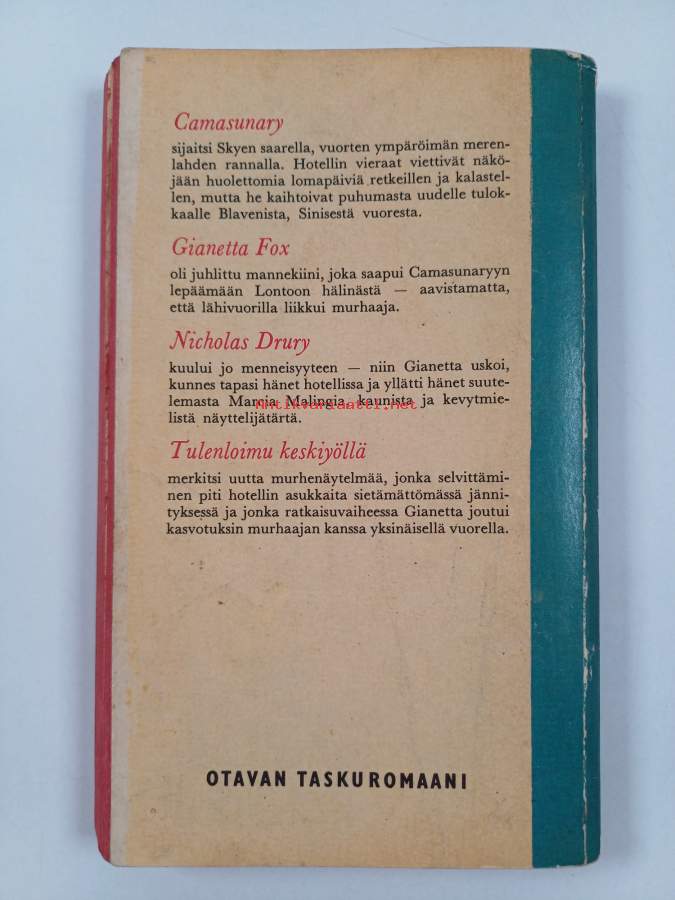 Camasunary
sijaitsi Skyen saarella, vuorten ympäröimän meren-
lahden rannalla. Hotellin vieraat viettivät näkö-
jään huolettomia lomapäiviä retkeillen ja kalastel-
len, mutta he kaihtoivat puhumasta uudelle tulok-
kaalle Blavenista, Sinisestä vuoresta.
Gianetta Fox
oli juhlittu mannekiini, joka saapui Camasunaryyn
lepäämään Lontoon hälinästä — aavistamatta,
että lähivuorilla liikkui murhaaja.
Nicholas Drury
kuului jo menneisyyteen — niin Gianetta uskoi,
kunnes tapasi hänet hotellissa ja yllätti hänet suute-
lemasta Marcia Malingia, kaunista ja kevytmie-
Antikvariaatti.net
listä näyttelijätärtä.
Tulenloimu keskiyöllä
merkitsi uutta murhenäytelmää, jonka selvittämi-
nen piti hotellin asukkaita sietämättömässä jänni-
tyksessä ja jonka ratkaisuvaiheessa Gianetta joutui
kasvotuksin murhaajan kanssa yksinäisellä vuorella.
OTAVAN TASKUROMAANI